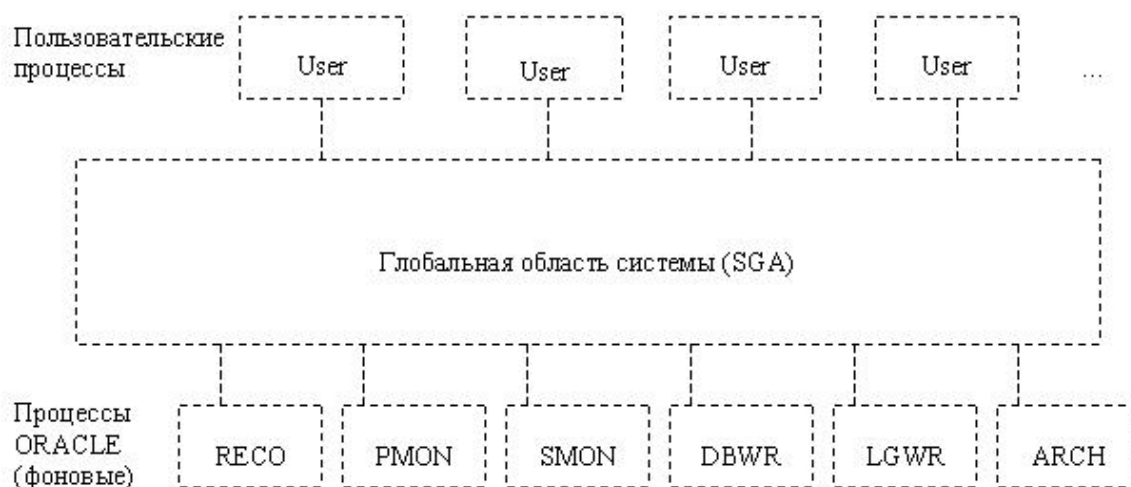 Пользовательские
процессы
User
User
User
User
...
Глобальная область системы (SGA)
Процессы
ORACLE
(фоновые)
RECO
PMON
SMON
DBWR
LGWR
ARCH